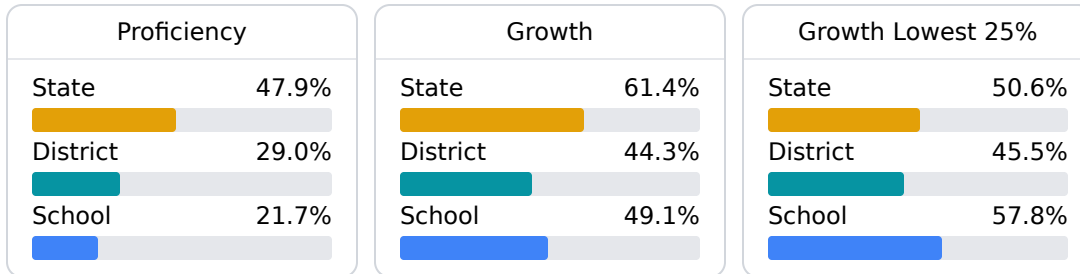 Proficiency
State 47.9%
District 29.0%
School 21.7%
Growth
State 61.4%
District 44.3%
School 49.1%
Growth Lowest 25%
State 50.6%
District 45.5%
School 57.8%